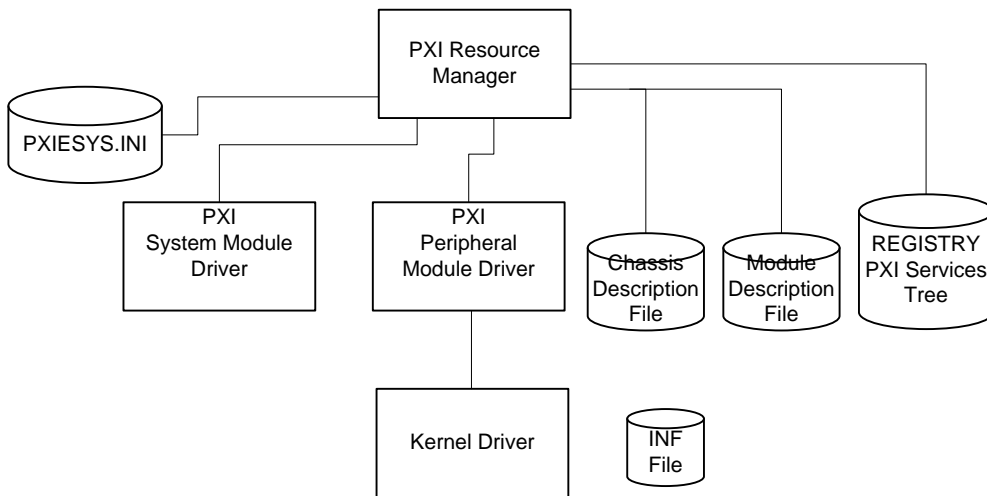 PXI Resource
Manager
PXIESYS.INI
PXI
System Module
Driver
PXI
Peripheral
Module Driver
Chassis
Description
File
Module
Description
File
REGISTRY
PXI Services
Tree
Kernel Driver
INF
File